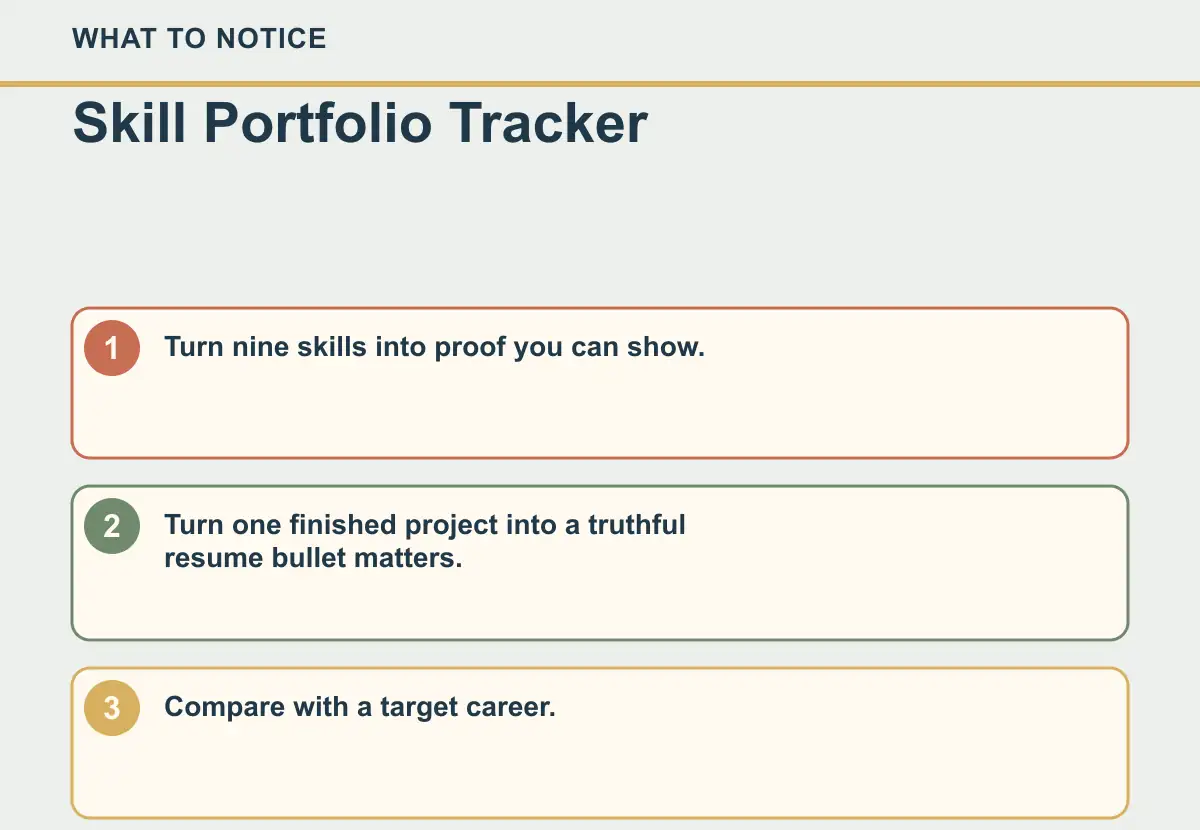 WHAT TO NOTICE
Skill Portfolio Tracker
1
Turn nine skills into proof you can show.
2
Turn one finished project into a truthful
resume bullet matters.
3
Compare with a target career.